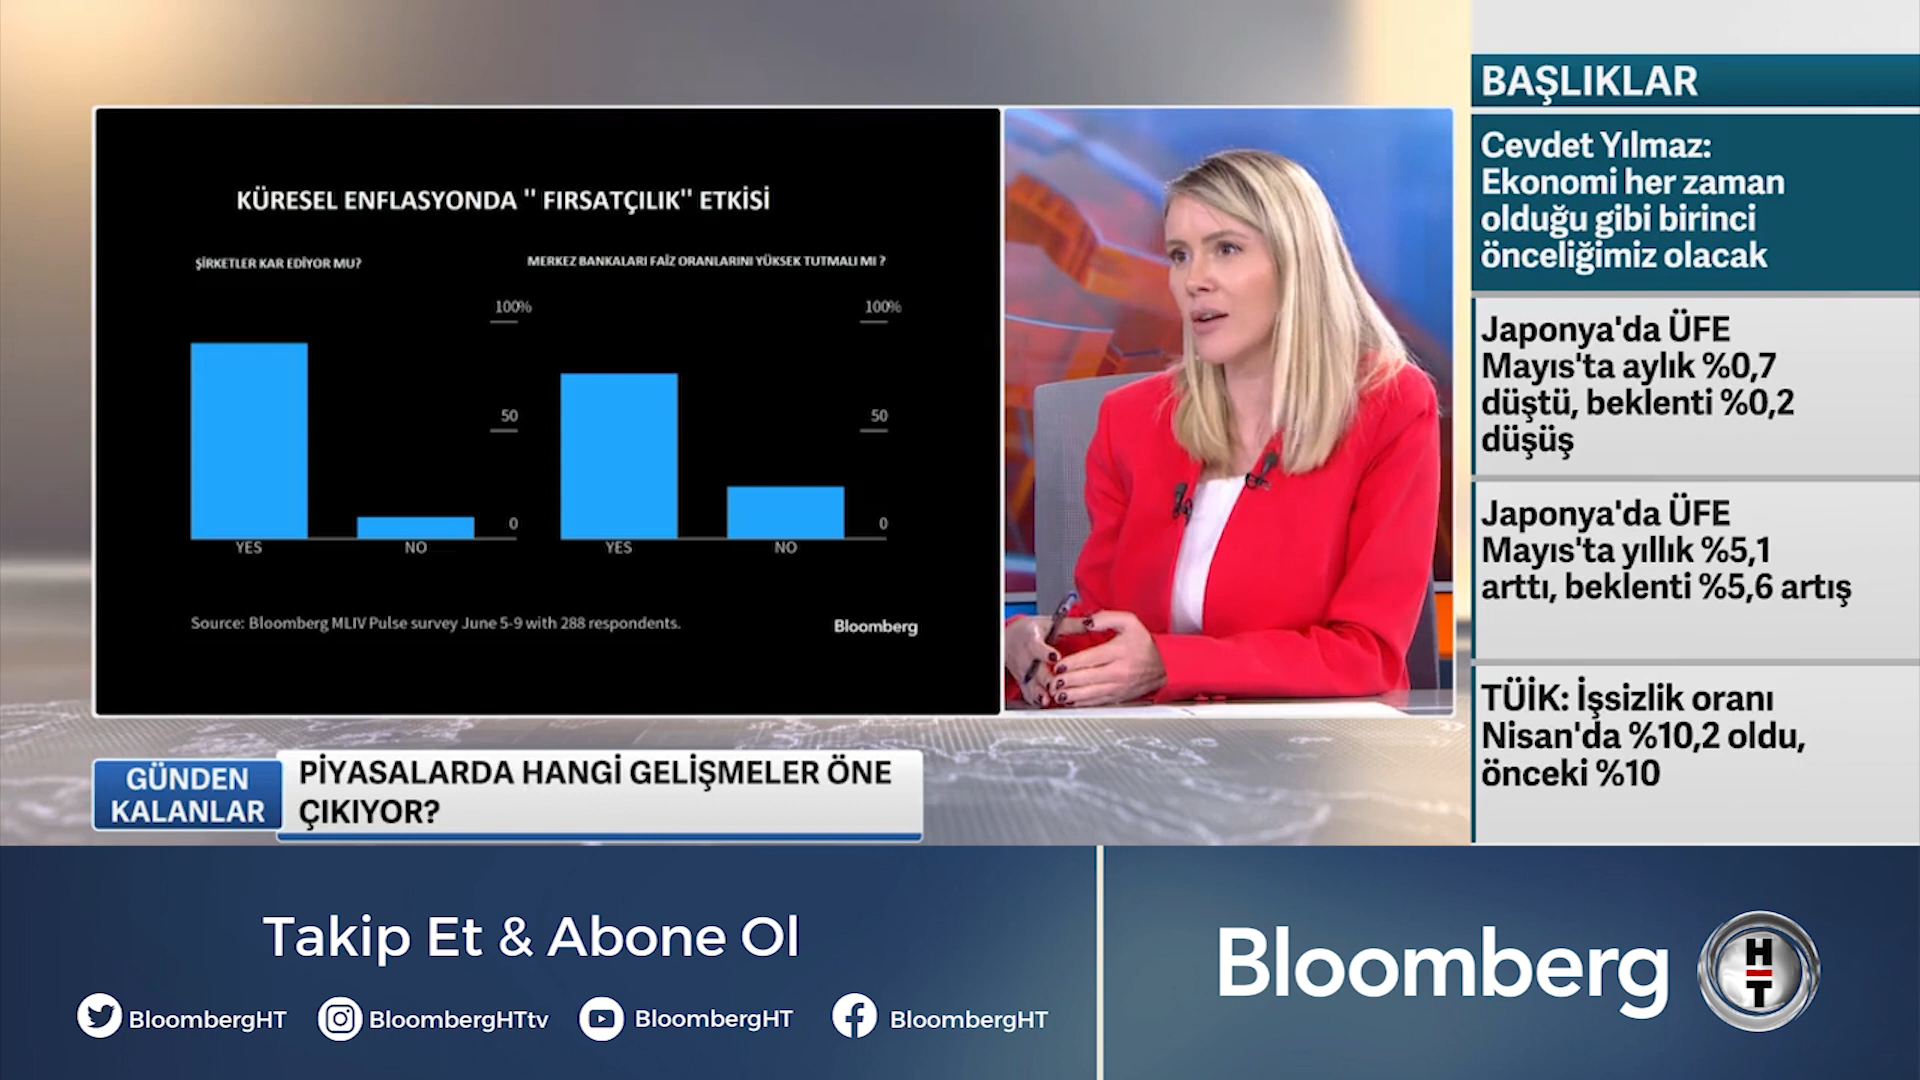 KÜRESEL ENFLASYONDA " FIRSATÇILIK" ETKİSİ
ŞİRKETLER KAR EDİYOR MU?
100%
50
0
YES
NO
MERKEZ BANKALARI FAİZ ORANLARINI YÜKSEK TUTMALI MI ?
100%
50
0
YES
NO
Source: Bloomberg MLIV Pulse survey June 5-9 with 288 respondents.
Bloomberg
GÜNDEN
KALANLAR
PİYASALARDA HANGİ GELİŞMELER ÖNE
ÇIKIYOR?
BAŞLIKLAR
Cevdet Yılmaz:
Ekonomi her zaman
olduğu gibi birinci
önceliğimiz olacak
Japonya'da ÜFE
Mayıs'ta aylık %0,7
düştü, beklenti %0,2
düşüş
Japonya'da ÜFE
Mayıs'ta yıllık %5,1
arttı, beklenti %5,6 artış
TÜİK: İşsizlik oranı
Nisan'da %10,2 oldu,
önceki %10
Takip Et & Abone Ol
BloombergHT
BloombergHTtv
BloombergHT
BloombergHT
Bloomberg
H
T